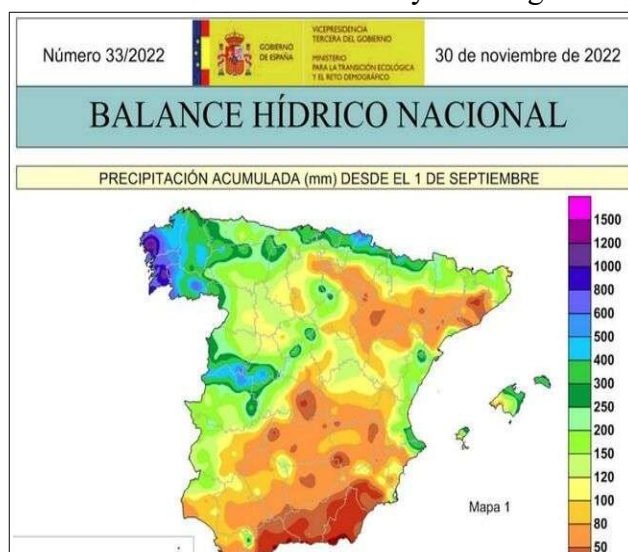 Número 33/2022
GOBIERNO
DE ESPAÑA
VICEPRESIDENCIA
TERCERA DEL GOBIERNO
MINISTERIO
PARA LA TRANSICIÓN ECOLÓGICA
Y EL RETO DEMOGRÁFICO
30 de noviembre de 2022
BALANCE HÍDRICO NACIONAL
PRECIPITACIÓN ACUMULADA (mm) DESDE EL 1 DE SEPTIEMBRE
1500
1200
1000
800
600
500
400
300
250
200
150
120
100
80
50
Mapa 1